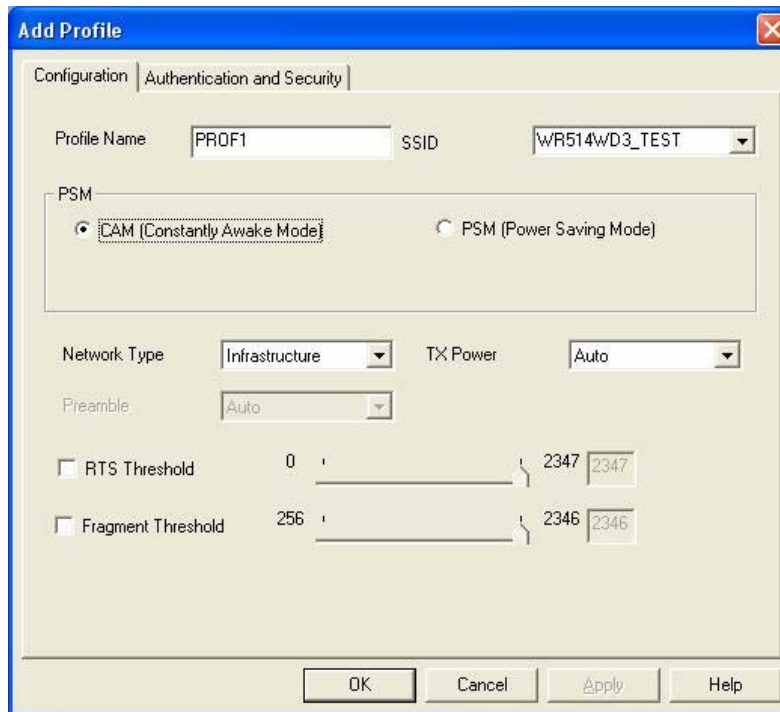 Add Profile
Configuration Authentication and Security
Profile Name PROF1 SSID WR514WD3_TEST
PSM
CAM (Constantly Awake Mode) PSM (Power Saving Mode)
Network Type Infrastructure TX Power Auto
Preamble Auto
RTS Threshold 0 2347 2347
Fragment Threshold 256 2346 2346
OK Cancel Apply Help